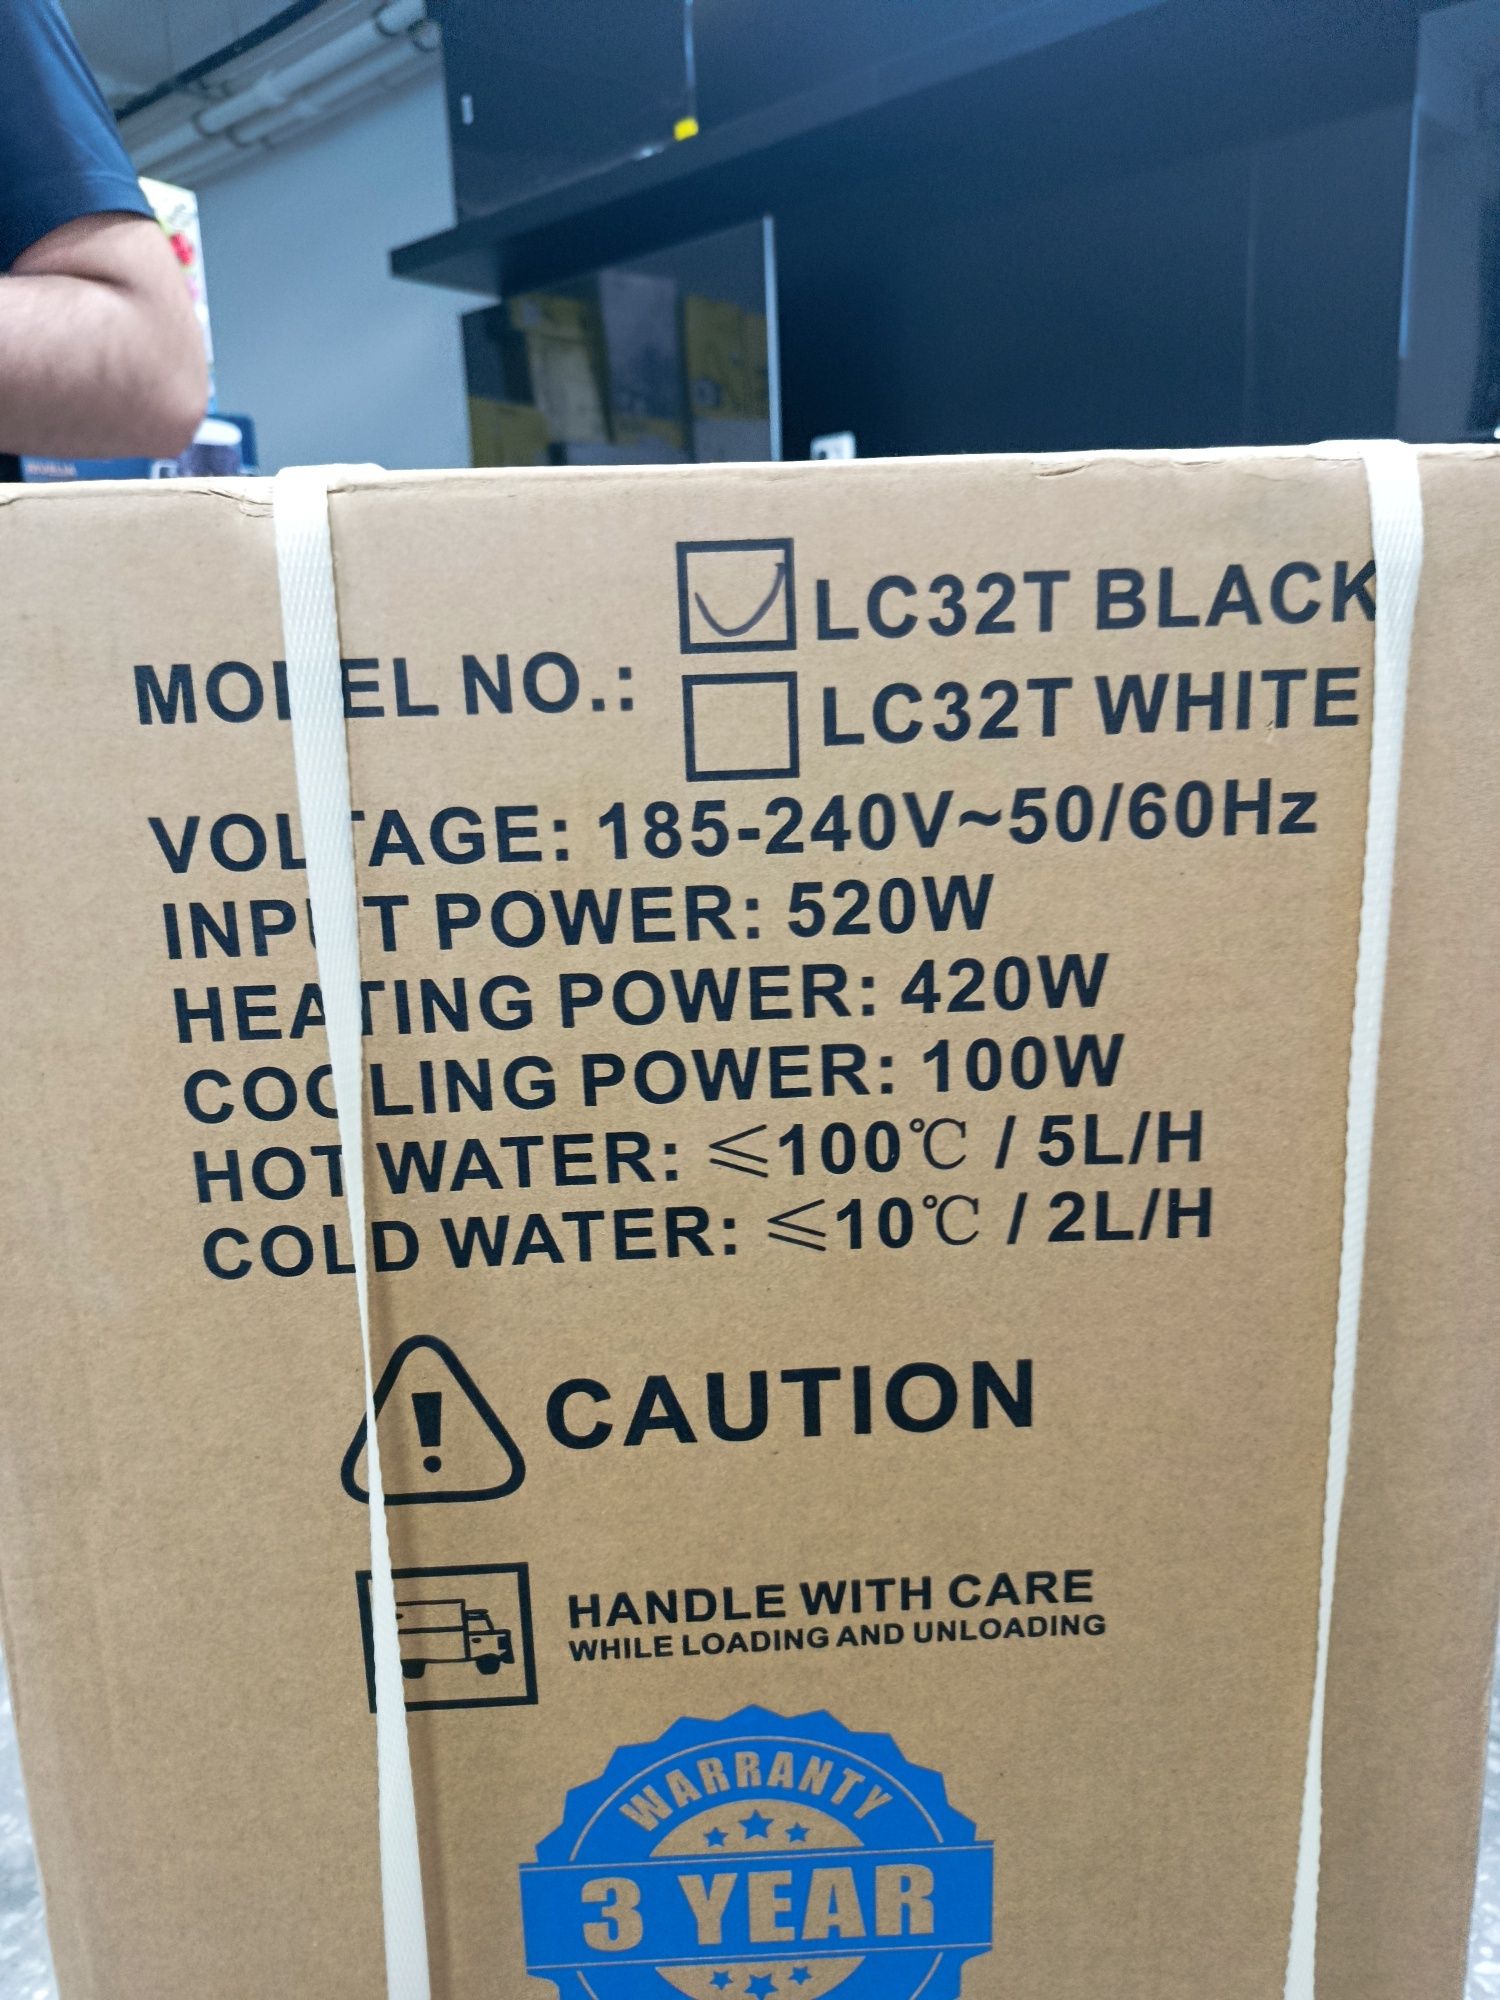 LC32T BLACK
MODEL NO.:
LC32T WHITE
VOLTAGE: 185-240V~50/60Hz
INPUT POWER: 520W
HEATING POWER: 420W
COOLING POWER: 100W
HOT WATER: ≤100℃ / 5L/H
COLD WATER: ≤10℃ / 2L/H
CAUTION
HANDLE WITH CARE
WHILE LOADING AND UNLOADING
WARRANTY
3 YEAR